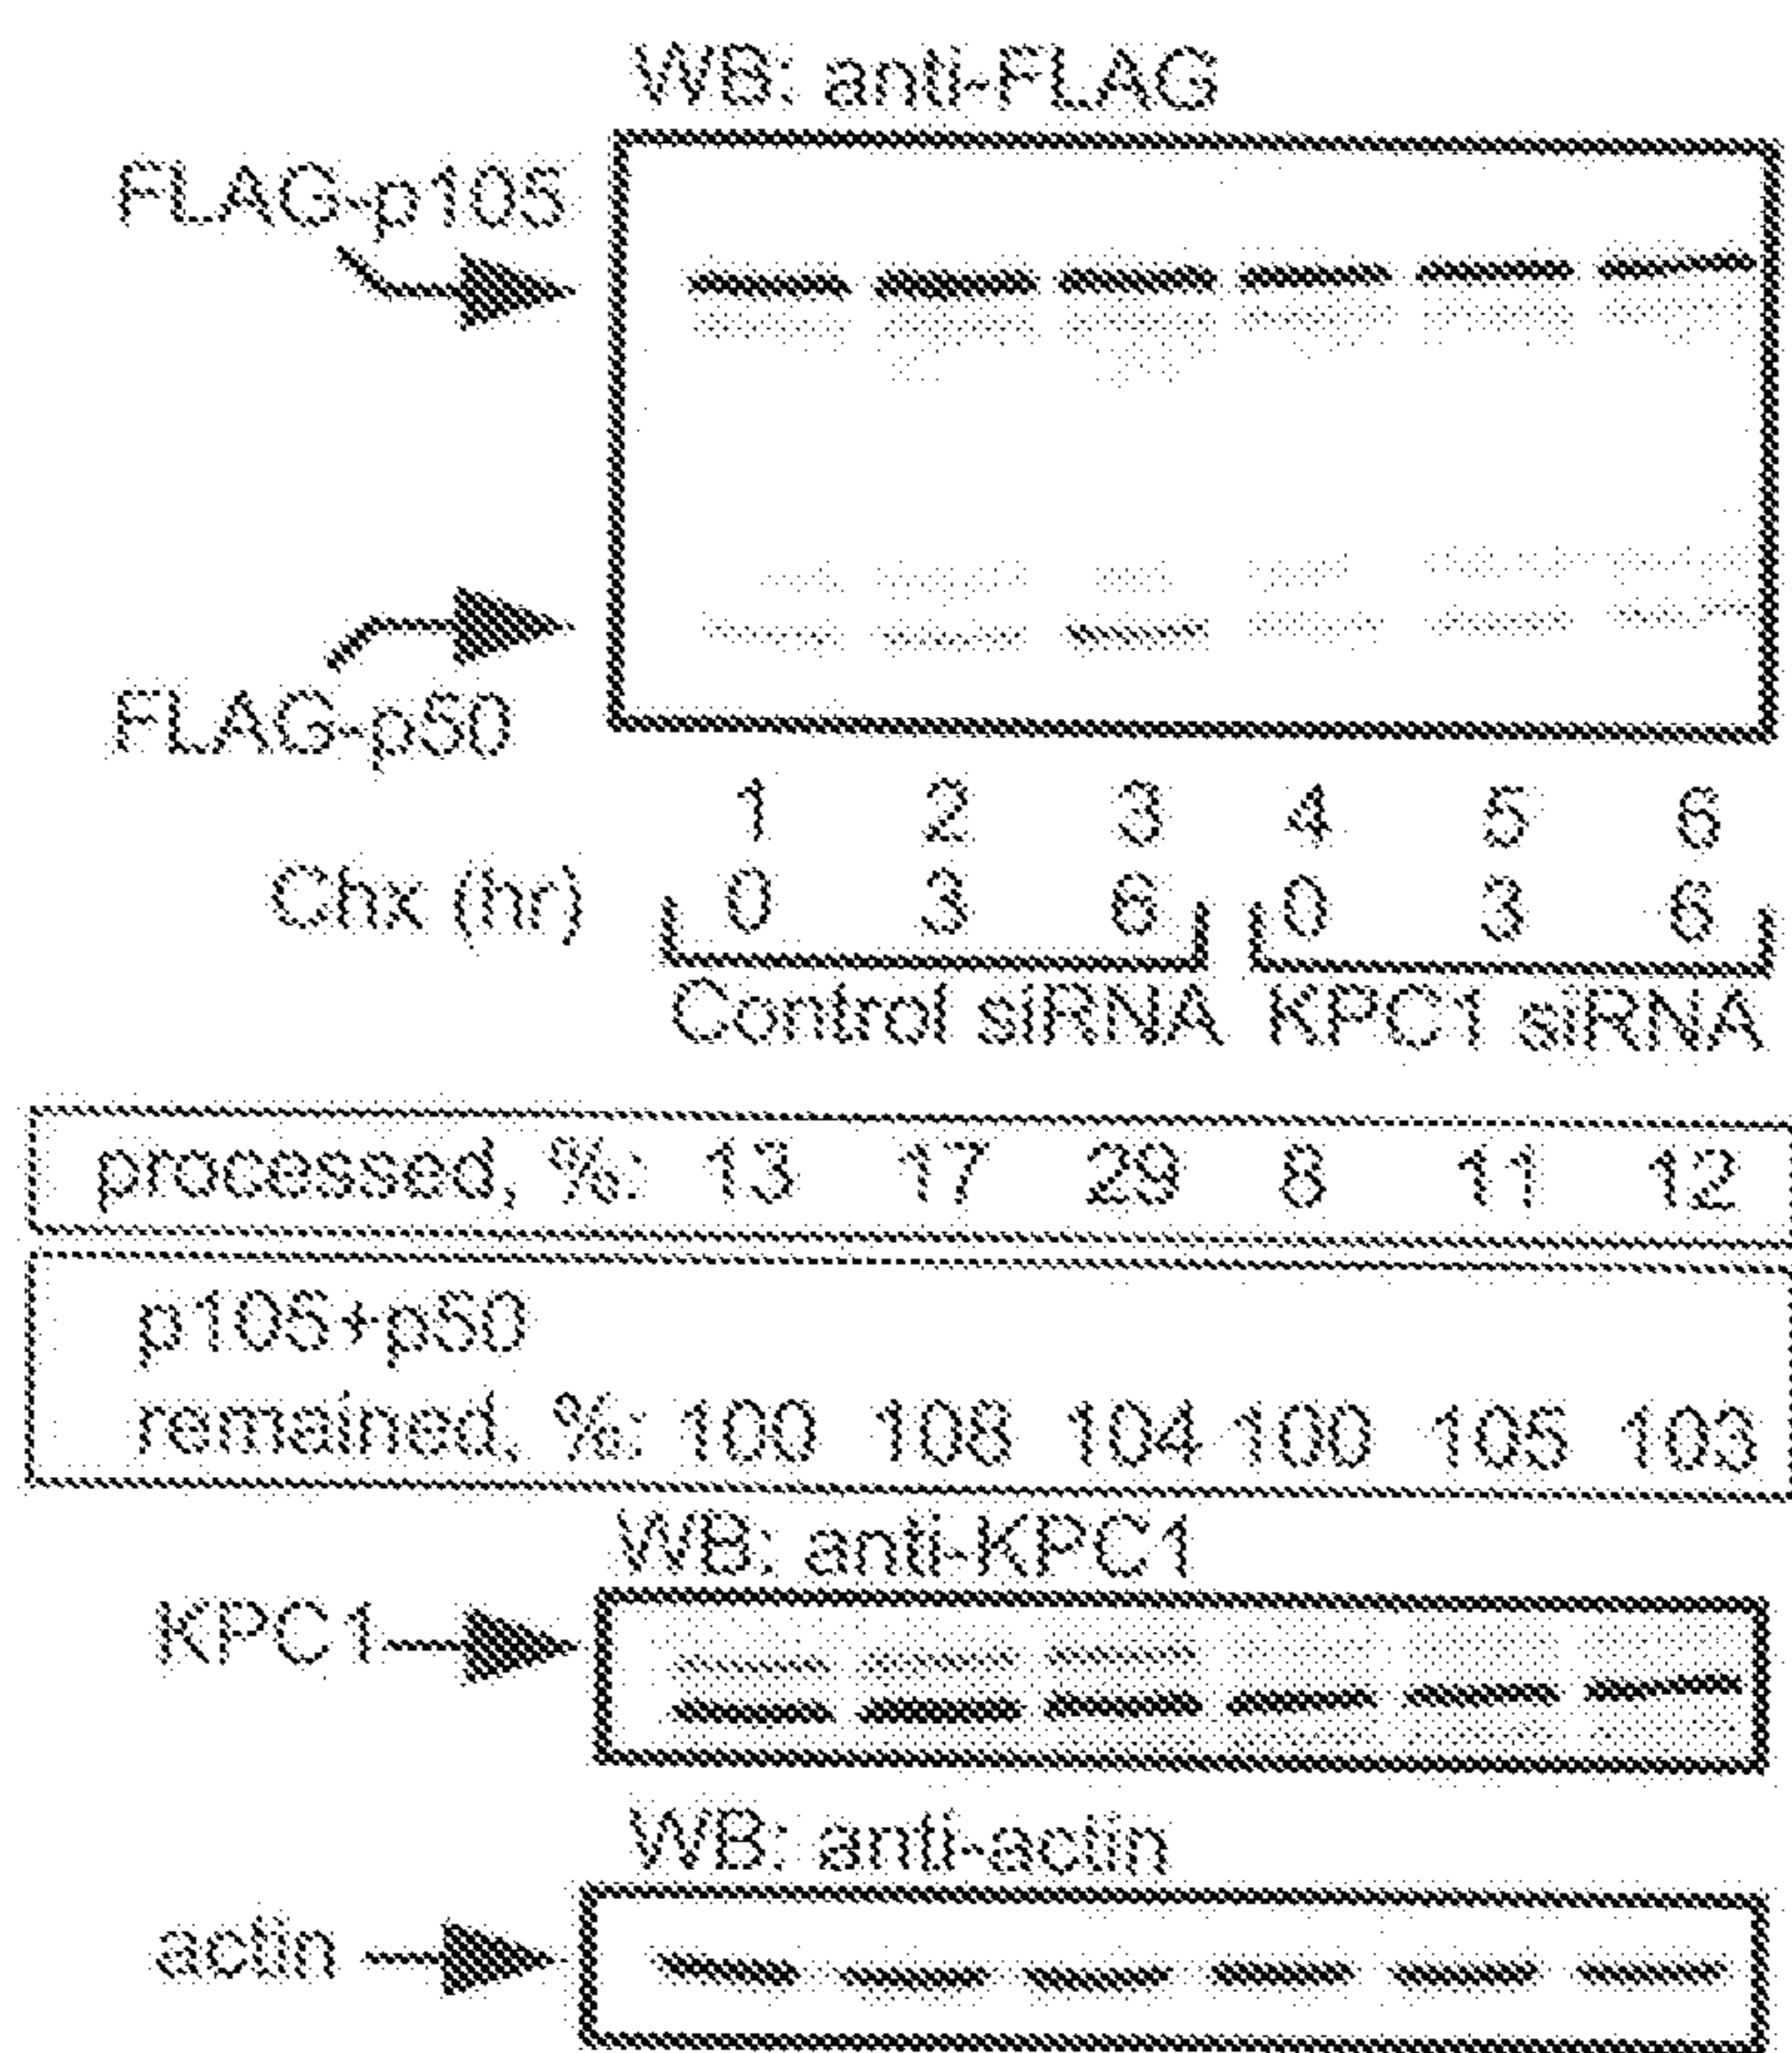 WB: anti-FLAG
FLAG-p105
FLAG-p50
1 2 3 4 5 6
Chx (hr) 0 3 6 0 3 6
Control siRNA KPC1 siRNA
processed, %: 13 17 29 8 11 12
p105+p50
remained, %: 100 108 104 100 105 103
WB: anti-KPC1
KPC1
WB: anti-actin
actin